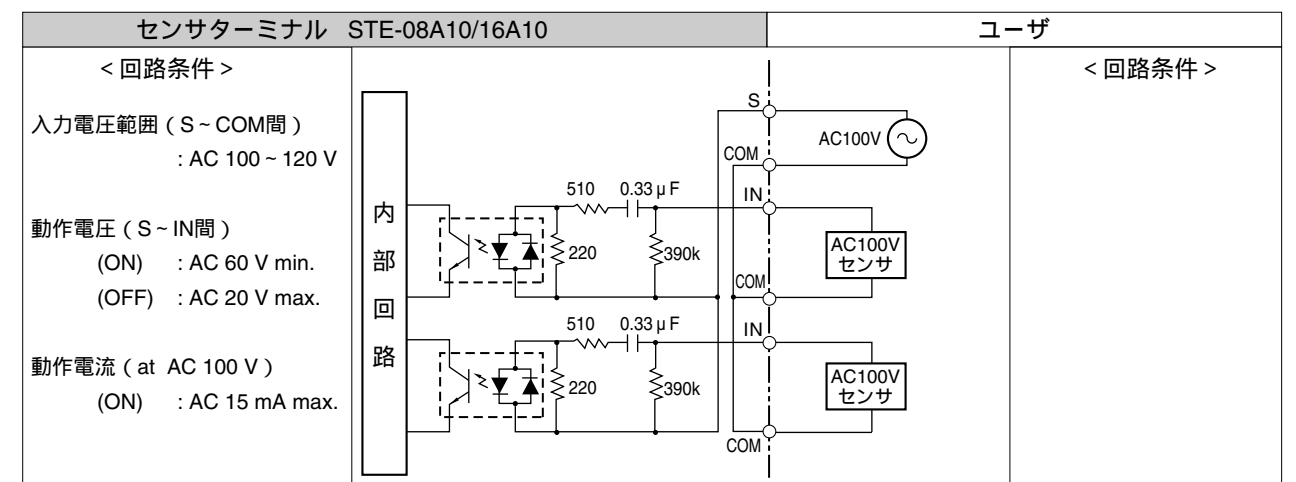 センサターミナル STE-08A10/16A10
ユーザ
<回路条件>
入力電圧範囲(S~COM間)
: AC 100~120 V
動作電圧(S~IN間)
(ON) : AC 60 V min.
(OFF) : AC 20 V max.
動作電流(at AC 100 V)
(ON) : AC 15 mA max.
内部回路
S
COM
AC100V
510 0.33μF
IN
220
390k
AC100V
センサ
COM
510 0.33μF
IN
220
390k
AC100V
センサ
COM
<回路条件>